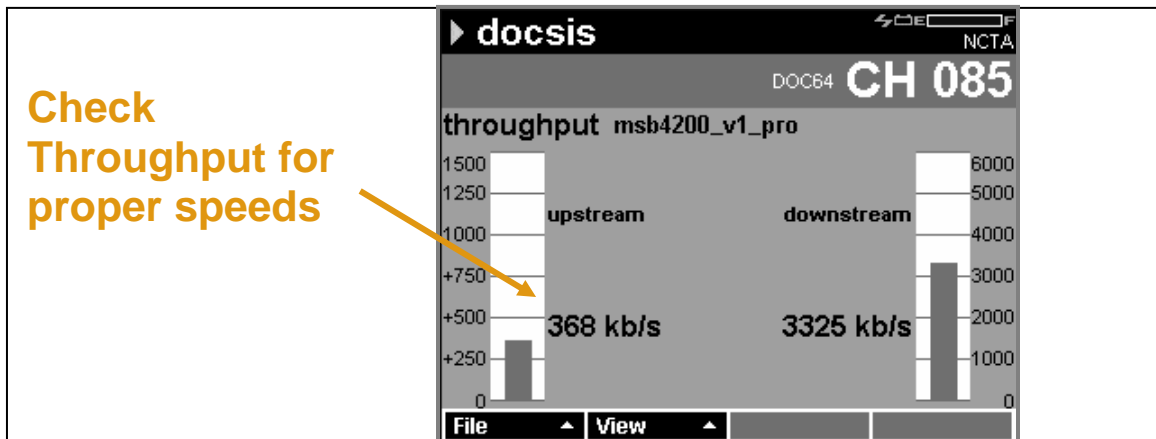 Check
Throughput for
proper speeds
docsis
E F
NCTA
DOC64 CH 085
throughput msb4200_v1_pro
1500
1250
1000
+750
+500
+250
0
upstream
368 kb/s
downstream
3325 kb/s
6000
5000
4000
3000
2000
1000
0
File View